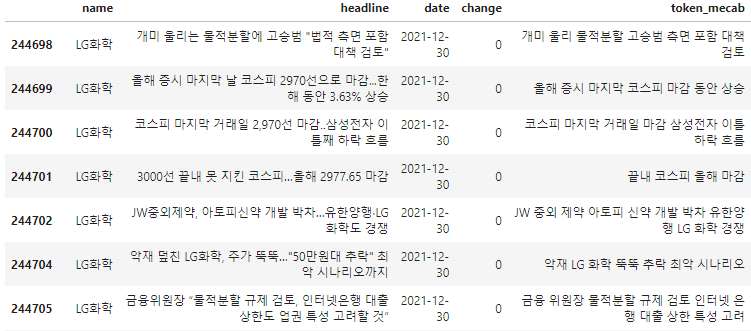 name headline date change token_mecab
244698 LG화학 개미 울리는 물적분할에 고승범 "법적 측면 포함 대책 검토" 2021-12-30 0 개미 울리 물적분할 고승범 측면 포함 대책 검토
244699 LG화학 올해 증시 마지막 날 코스피 2970선으로 마감...한 해 동안 3.63% 상승 2021-12-30 0 올해 증시 마지막 코스피 마감 동안 상승
244700 LG화학 코스피 마지막 거래일 2,970선 마감..삼성전자 이틀째 하락 흐름 2021-12-30 0 코스피 마지막 거래일 마감 삼성전자 이틀 하락 흐름
244701 LG화학 3000선 끝내 못 지킨 코스피...올해 2977.65 마감 2021-12-30 0 끝내 코스피 올해 마감
244702 LG화학 JW중외제약, 아토피신약 개발 박차...유한양행·LG화학도 경쟁 2021-12-30 0 JW 중외 제약 아토피 신약 개발 박차 유한양행 LG 화학 경쟁
244704 LG화학 악재 덮친 LG화학, 주가 뚝뚝..."50만원대 추락" 최악 시나리오까지 2021-12-30 0 악재 LG 화학 뚝뚝 추락 최악 시나리오
244705 LG화학 금융위원장 “물적분할 규제 검토, 인터넷은행 대출 상한도 업권 특성 고려할 것” 2021-12-30 0 금융 위원장 물적분할 규제 검토 인터넷 은행 대출 상한 특성 고려